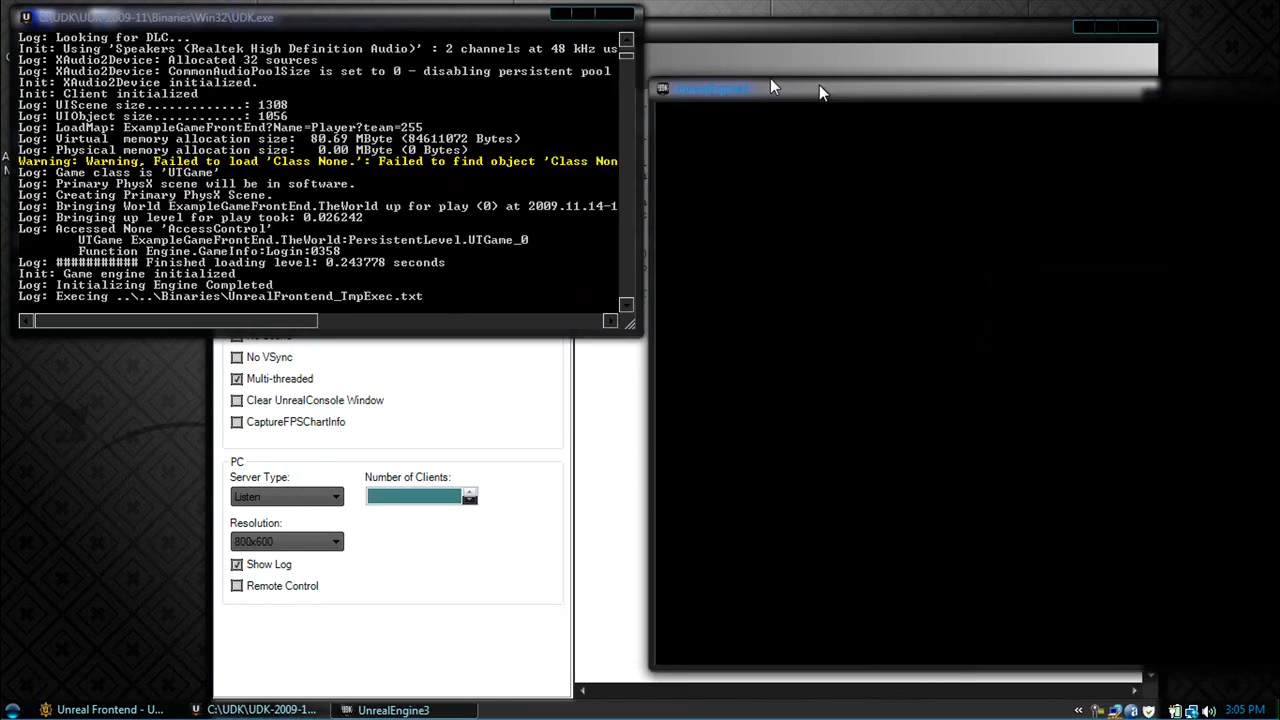 C:\UDK\UDK-2009-11\Binaries\Win32\UDK.exe
Log: Looking for DLC...
Init: Using 'Speakers (Realtek High Definition Audio)' : 2 channels at 48 kHz us
Log: XAudio2Device: Allocated 32 sources
Log: XAudio2Device: CommonAudioPoolSize is set to 0 - disabling persistent pool
Init: XAudio2Device initialized.
Init: Client initialized
Log: UIScene size.............: 1308
Log: UIObject size............: 1056
Log: LoadMap: ExampleGameFrontEnd?Name=Player?team=255
Log: Virtual  memory allocation size:  80.69 MByte (84611072 Bytes)
Log: Physical memory allocation size:   0.00 MByte (0 Bytes)
Warning: Warning, Failed to load 'Class None.': Failed to find object 'Class Non
Log: Game class is 'UTGame'
Log: Primary PhysX scene will be in software.
Log: Creating Primary PhysX Scene.
Log: Bringing World ExampleGameFrontEnd.TheWorld up for play (0) at 2009.11.14-1
Log: Bringing up level for play took: 0.026242
Log: Accessed None 'AccessControl'
UTGame ExampleGameFrontEnd.TheWorld:PersistentLevel.UTGame_0
Function Engine.GameInfo:Login:0358
Log: ########### Finished loading level: 0.243778 seconds
Init: Game engine initialized
Log: Initializing Engine Completed
Log: Execing ..\..\Binaries\UnrealFrontend_TmpExec.txt
UnrealEngine3
No VSync
Multi-threaded
Clear UnrealConsole Window
CaptureFPSChartInfo
PC
Server Type: Number of Clients:
Listen
Resolution:
800x600
Show Log
Remote Control
Unreal Frontend - U... C:\UDK\UDK-2009-1... UnrealEngine3 3:05 PM